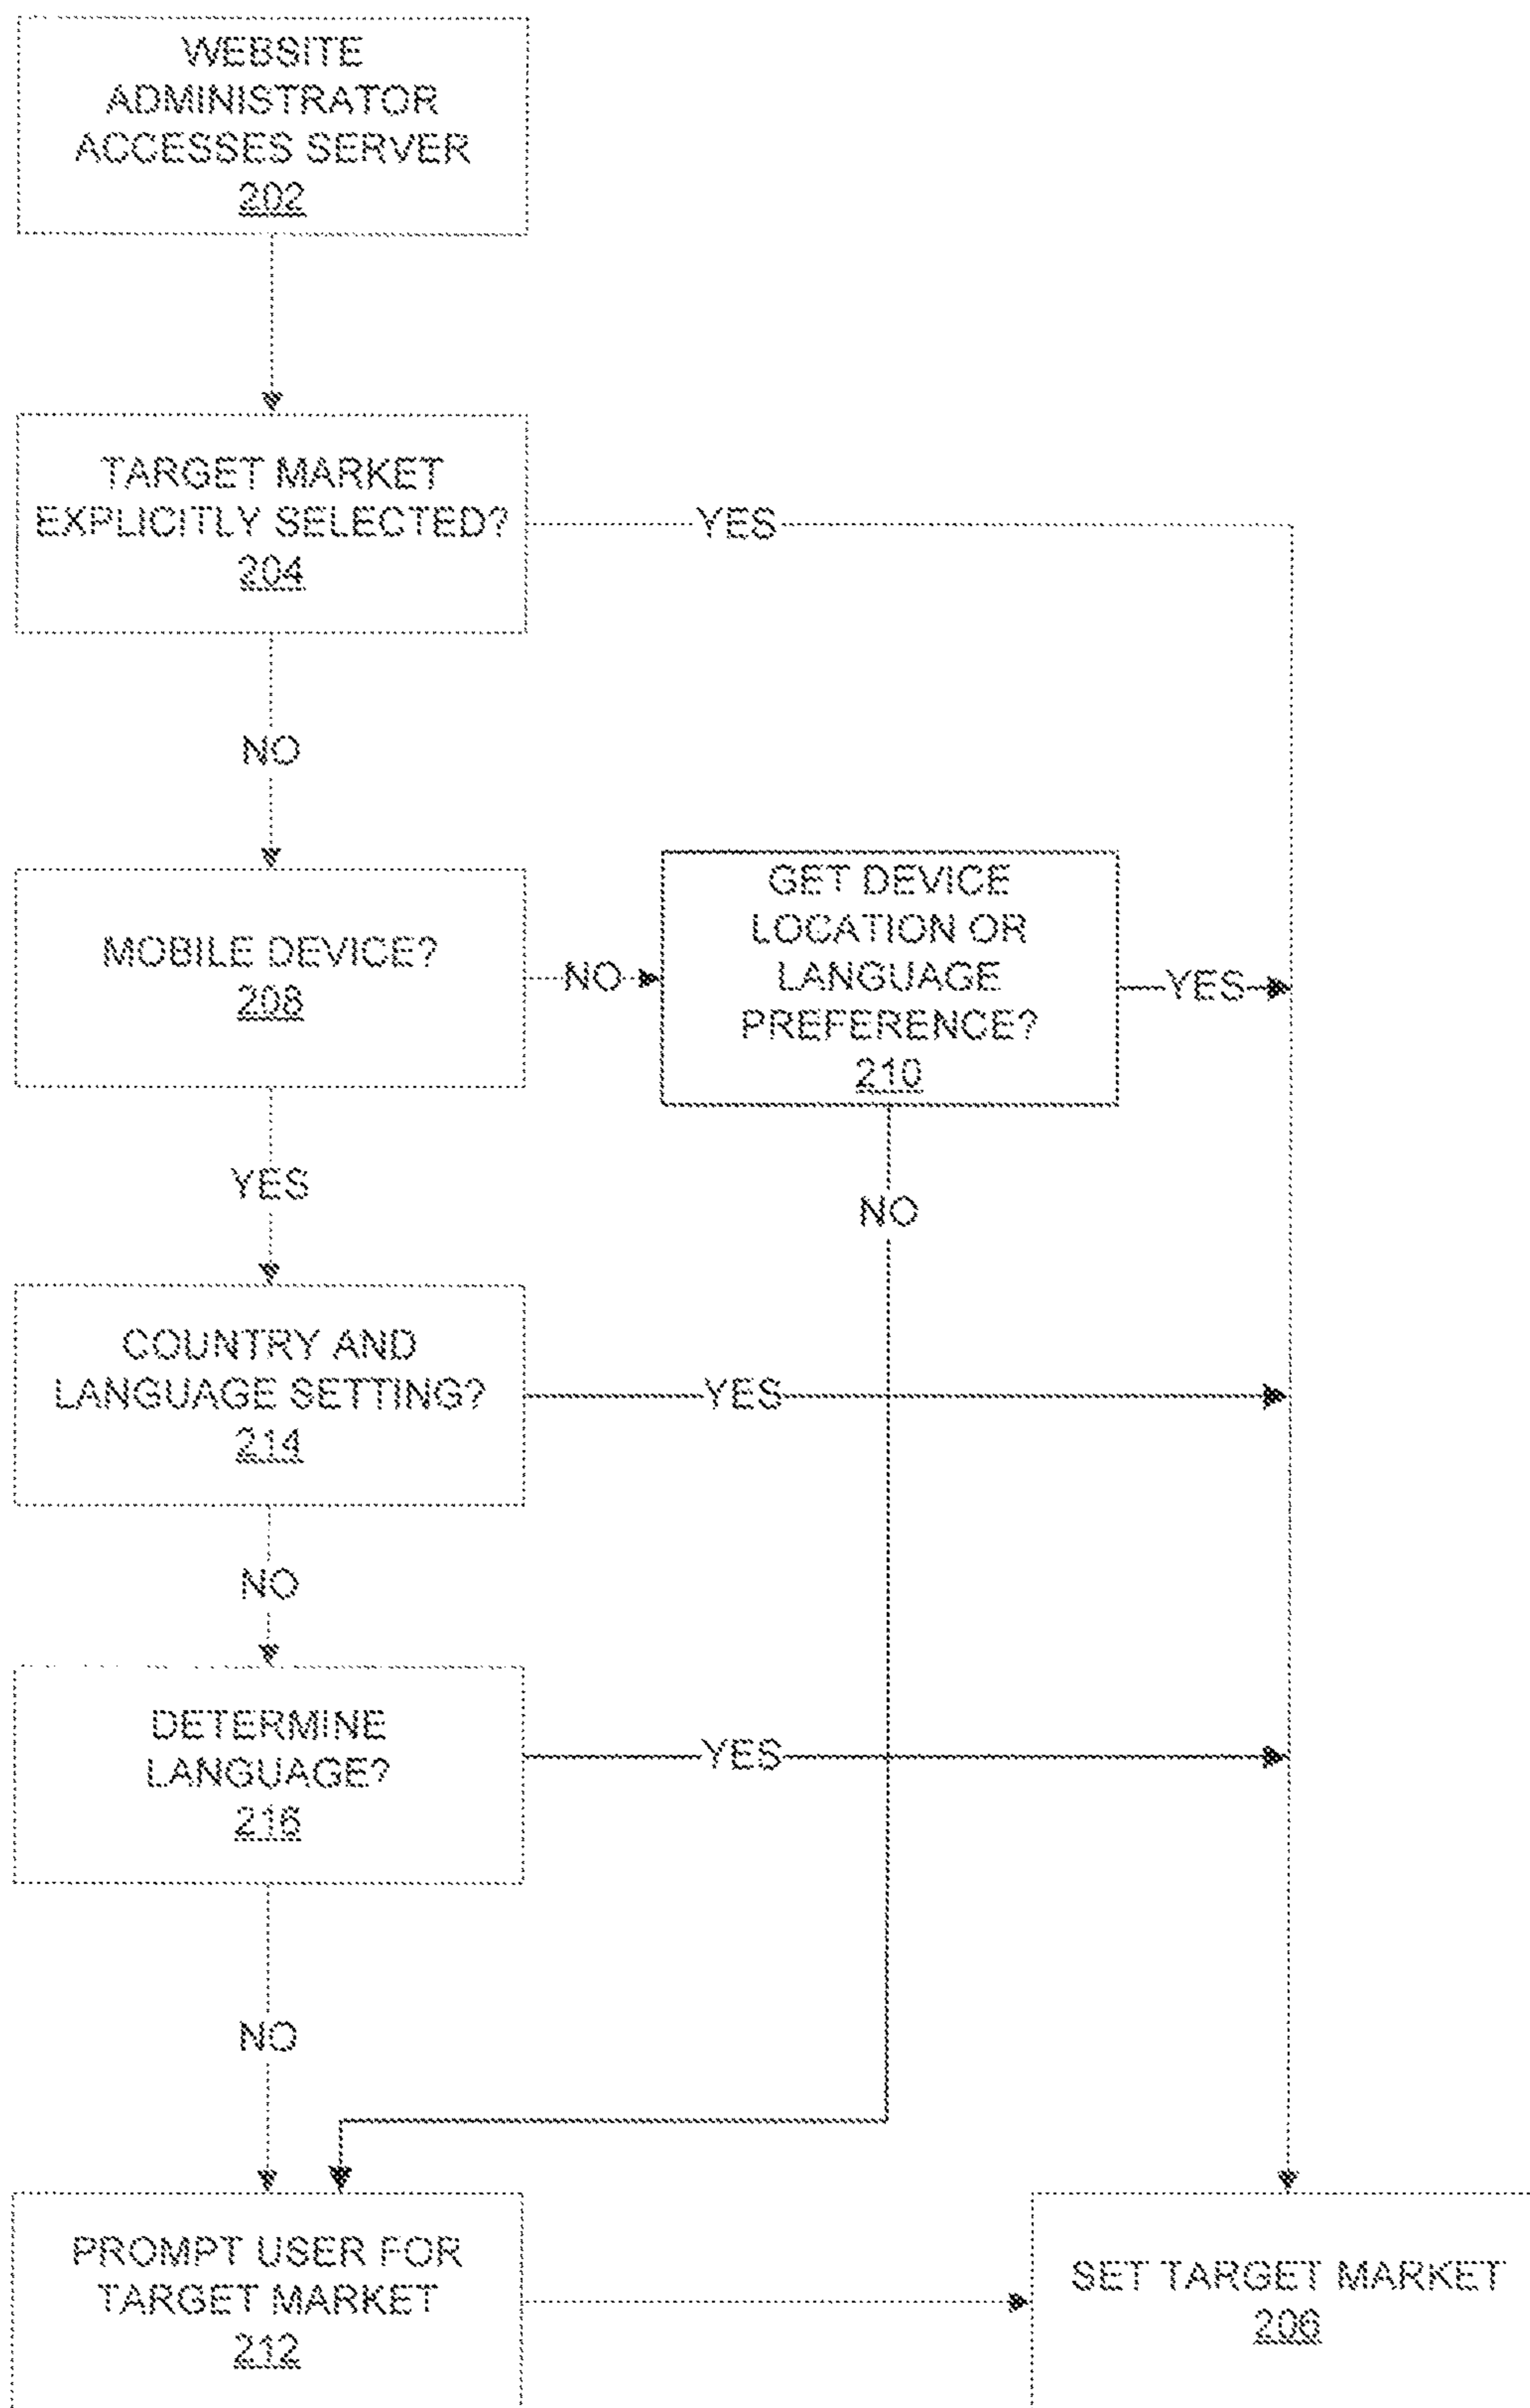 WEBSITE
ADMINISTRATOR
ACCESSES SERVER
202
TARGET MARKET
EXPLICITLY SELECTED?
204
YES
NO
MOBILE DEVICE?
208
NO
GET DEVICE
LOCATION OR
LANGUAGE
PREFERENCE?
210
YES
YES
NO
COUNTRY AND
LANGUAGE SETTING?
214
YES
NO
DETERMINE
LANGUAGE?
216
YES
NO
PROMPT USER FOR
TARGET MARKET
212
SET TARGET MARKET
206